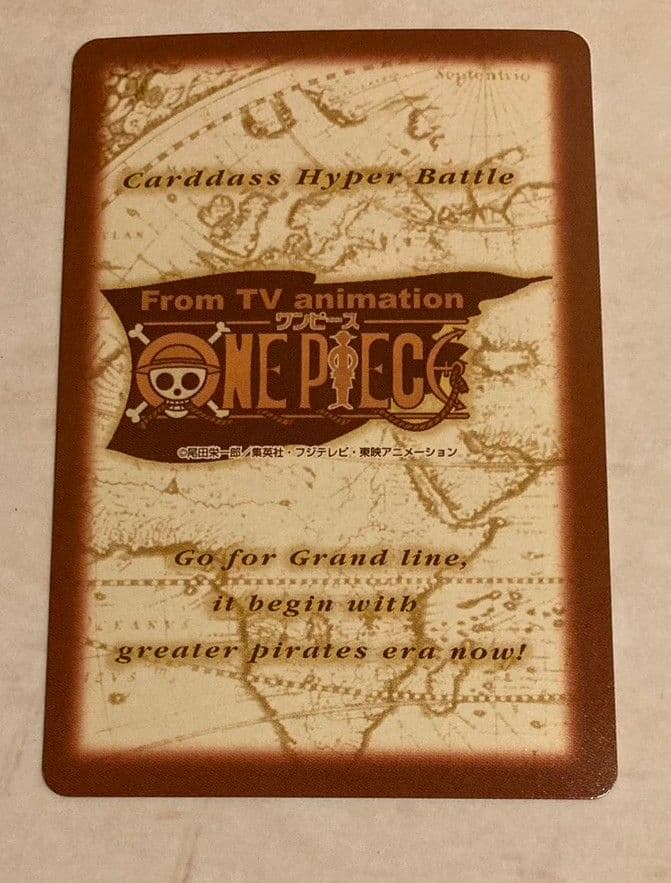 Septentrio
Carddass Hyper Battle
From TV animation
ワンピース
ONE PIECE
©尾田栄一郎/集英社・フジテレビ・東映アニメーション
Go for Grand line,
it begin with
greater pirates era now!